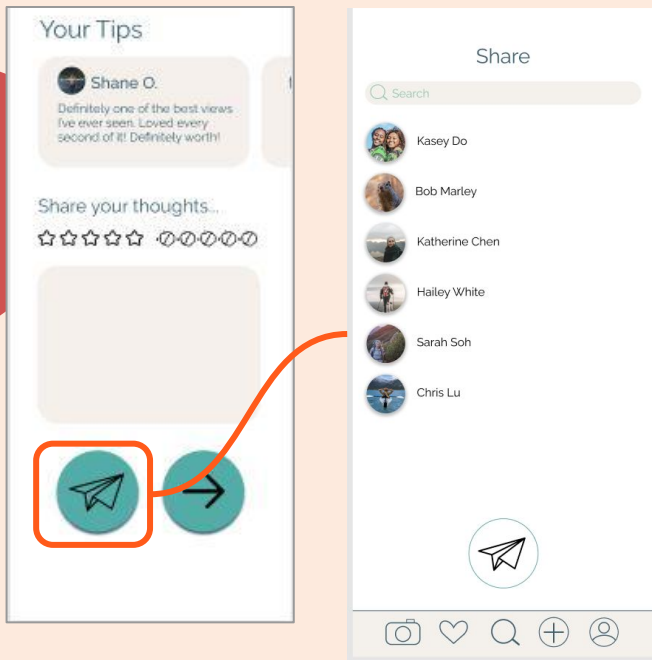 Your Tips
Shane O.
Definitely one of the best views
I've ever seen. Loved every
second of it! Definitely worth!
Share your thoughts...
Share
Search
Kasey Do
Bob Marley
Katherine Chen
Hailey White
Sarah Soh
Chris Lu